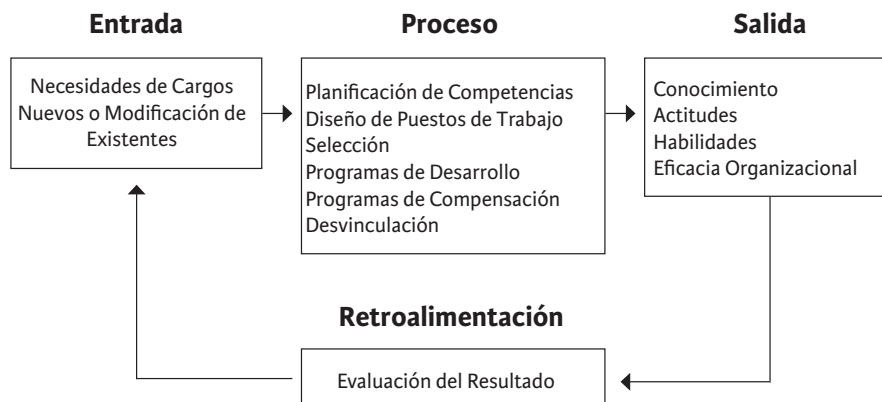 Entrada
Necesidades de Cargos
Nuevos o Modificación de
Existentes
Proceso
Planificación de Competencias
Diseño de Puestos de Trabajo
Selección
Programas de Desarrollo
Programas de Compensación
Desvinculación
Salida
Conocimiento
Actitudes
Habilidades
Eficacia Organizacional
Retroalimentación
Evaluación del Resultado